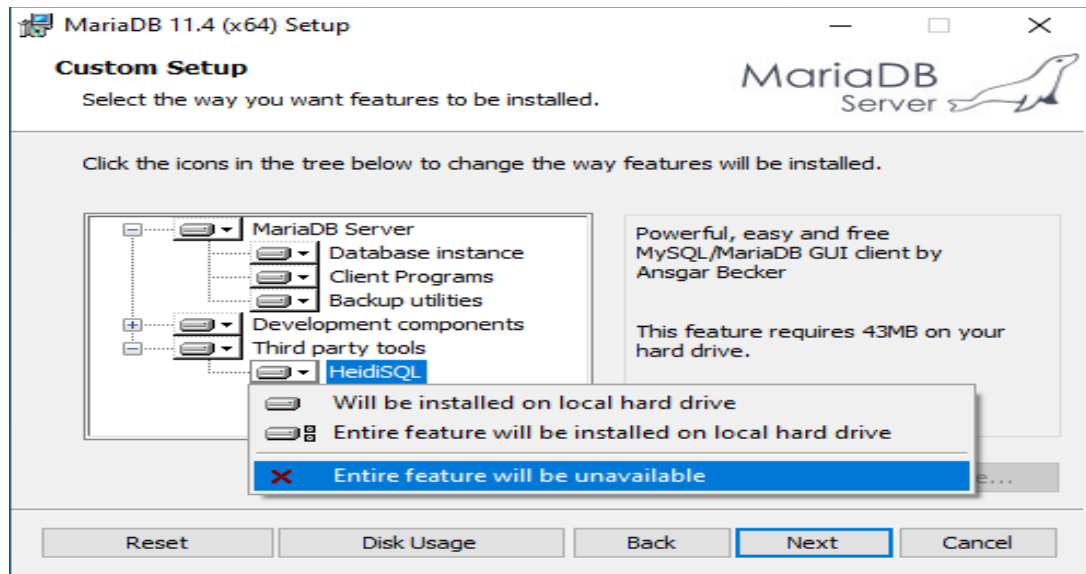 MariaDB 11.4 (x64) Setup
Custom Setup
Select the way you want features to be installed.
MariaDB
Server
Click the icons in the tree below to change the way features will be installed.
MariaDB Server
Database instance
Client Programs
Backup utilities
Development components
Third party tools
HeidiSQL
Powerful, easy and free
MySQL/MariaDB GUI client by
Ansgar Becker
This feature requires 43MB on your
hard drive.
Will be installed on local hard drive
Entire feature will be installed on local hard drive
Entire feature will be unavailable
Reset
Disk Usage
Back
Next
Cancel